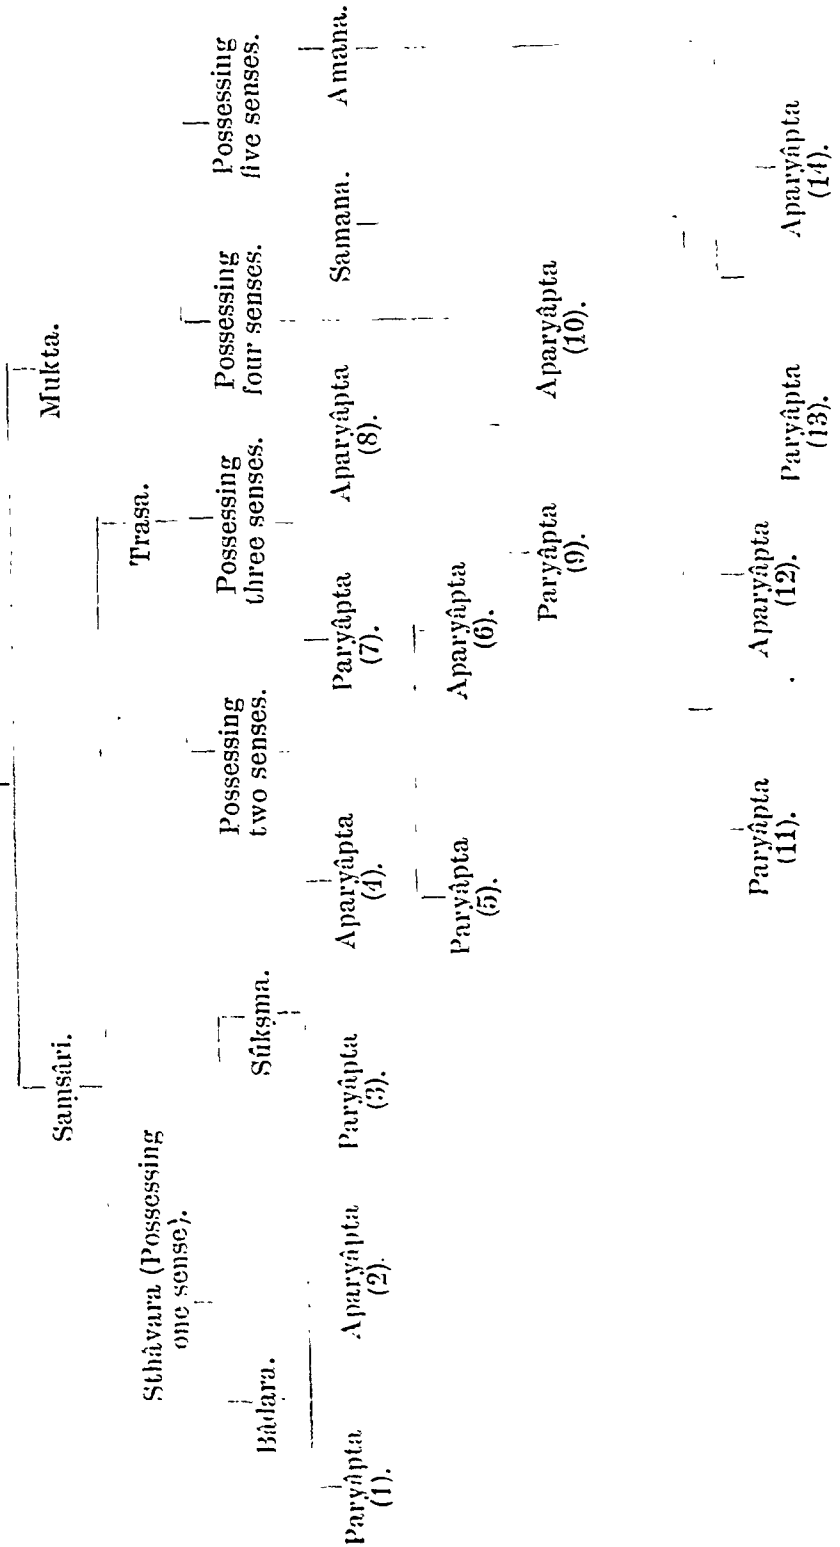 Mukta.
Saṃsâri.
Trasa.
Sthâvara (Possessing
one sense).
Possessing
two senses.
Possessing
three senses.
Possessing
four senses.
Possessing
five senses.
Bâdara.
Sûkṣma.
Samana.
Amana.
Paryâpta
(1).
Aparyâpta
(2).
Paryâpta
(3).
Aparyâpta
(4).
Paryâpta
(7).
Aparyâpta
(8).
Paryâpta
(5).
Aparyâpta
(6).
Paryâpta
(9).
Aparyâpta
(10).
Paryâpta
(11).
Aparyâpta
(12).
Paryâpta
(13).
Aparyâpta
(14).